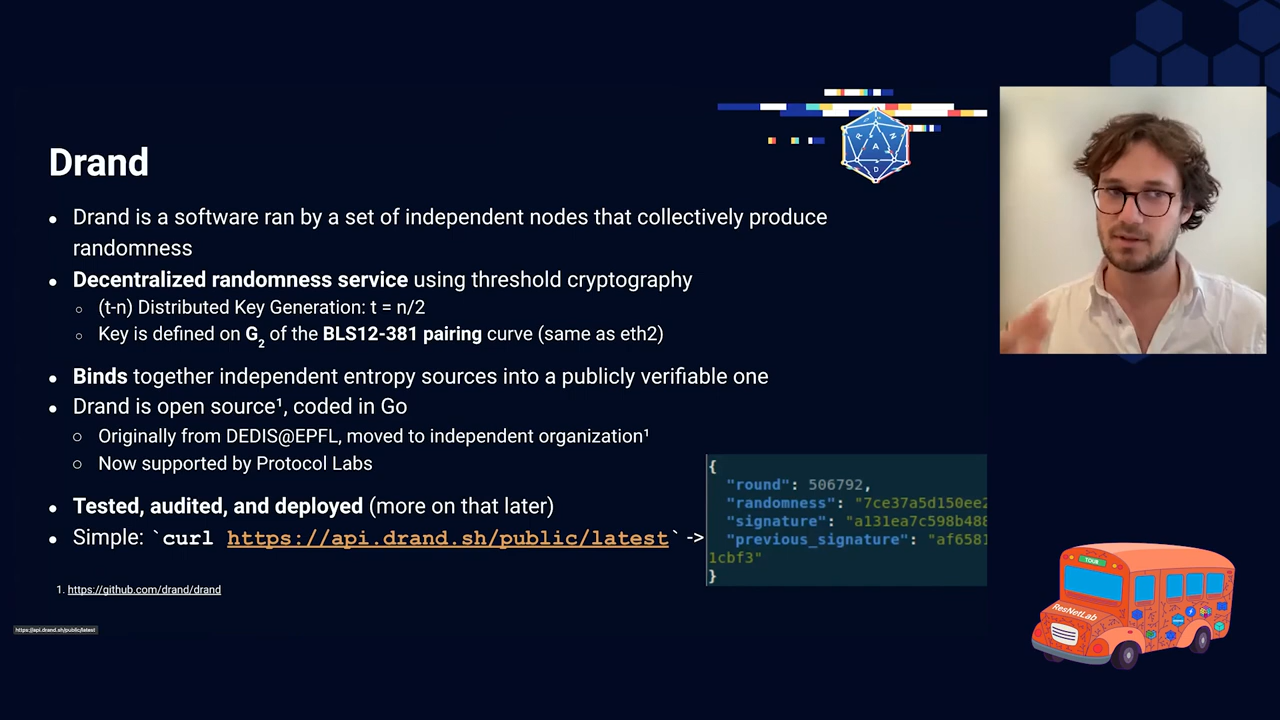 Drand
● Drand is a software ran by a set of independent nodes that collectively produce
randomness
● Decentralized randomness service using threshold cryptography
○ (t-n) Distributed Key Generation: t = n/2
○ Key is defined on G2 of the BLS12-381 pairing curve (same as eth2)
● Binds together independent entropy sources into a publicly verifiable one
● Drand is open source¹, coded in Go
○ Originally from DEDIS@EPFL, moved to independent organization¹
○ Now supported by Protocol Labs
● Tested, audited, and deployed (more on that later)
● Simple: `curl https://api.drand.sh/public/latest` ->
{
"round": 506792,
"randomness": "7ce37a5d150ee2
"signature": "a131ea7c598b488
"previous_signature": "af6581
1cbf3"
}
1. https://github.com/drand/drand
https://api.drand.sh/public/latest
R
A
N
D
TOUR
ResNetLab